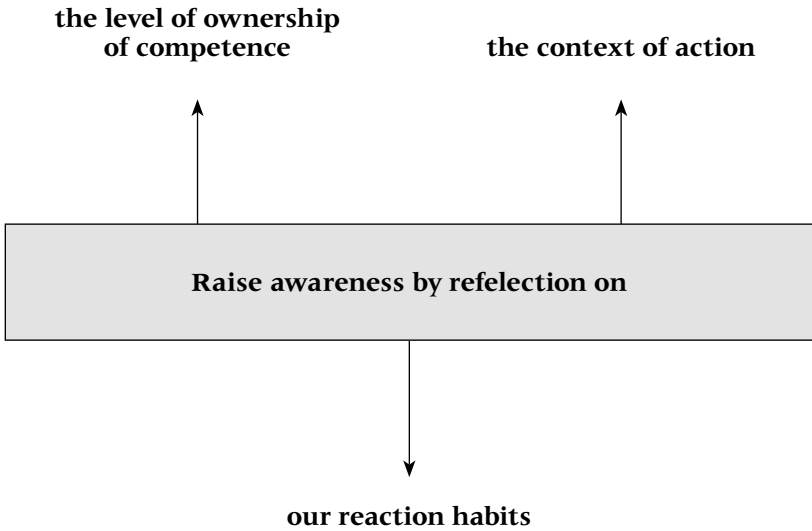 the level of ownership
of competence
the context of action
Raise awareness by refelection on
our reaction habits